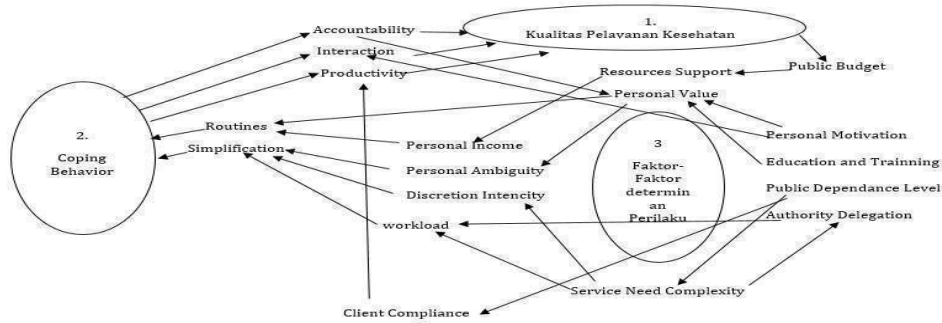 1.
Kualitas Pelayanan Kesehatan
Accountability
Interaction
Productivity
Public Budget
Resources Support
Personal Value
2.
Coping
Behavior
Routines
Simplification
Personal Income
Personal Ambiguity
Discretion Intencity
workload
3
Faktor-
Faktor
determin
an
Perilaku
Personal Motivation
Education and Trainning
Public Dependance Level
Authority Delegation
Service Need Complexity
Client Compliance